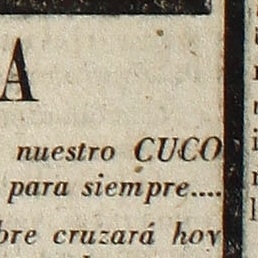 A
nuestro CUCO
para siempre....
bre cruzará hoy